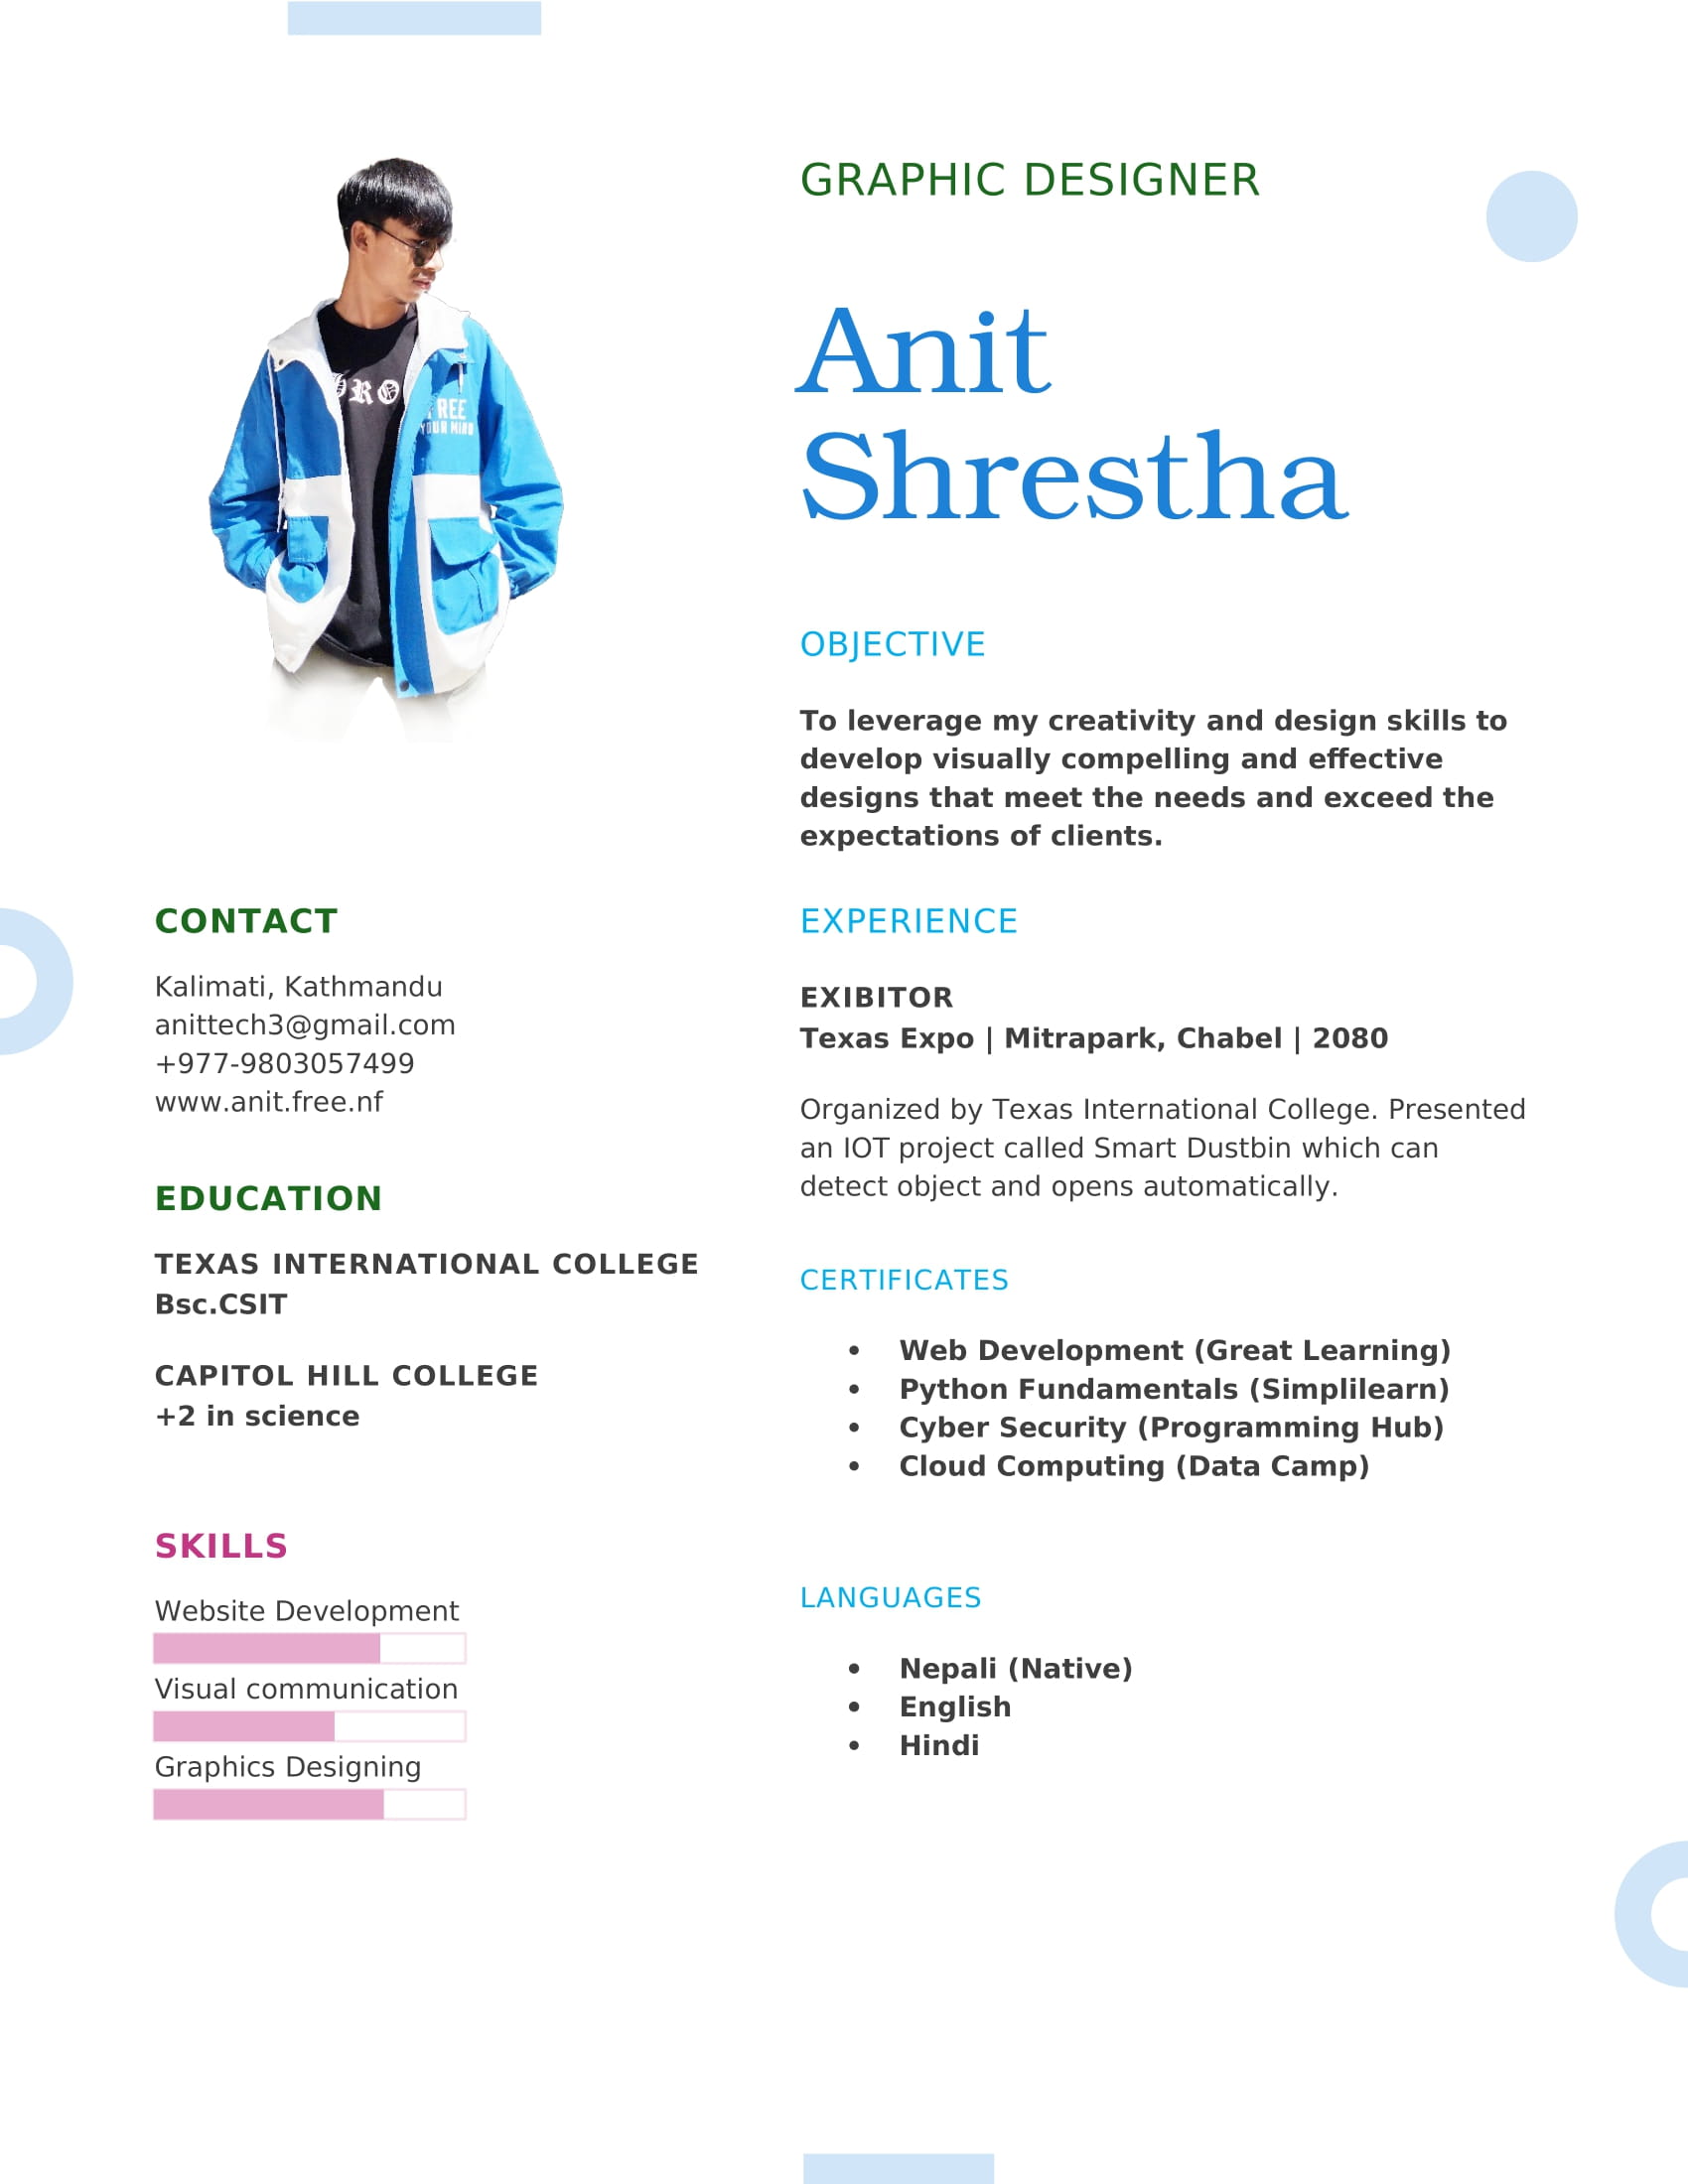 GRAPHIC DESIGNER
Anit
Shrestha
FREE
YOUR MIND
OBJECTIVE
To leverage my creativity and design skills to
develop visually compelling and effective
designs that meet the needs and exceed the
expectations of clients.
CONTACT
Kalimati, Kathmandu
anittech3@gmail.com
+977-9803057499
www.anit.free.nf
EDUCATION
TEXAS INTERNATIONAL COLLEGE
Bsc.CSIT
CAPITOL HILL COLLEGE
+2 in science
SKILLS
Website Development
Visual communication
Graphics Designing
EXPERIENCE
EXIBITOR
Texas Expo | Mitrapark, Chabel | 2080
Organized by Texas International College. Presented
an IOT project called Smart Dustbin which can
detect object and opens automatically.
CERTIFICATES
• Web Development (Great Learning)
• Python Fundamentals (Simplilearn)
• Cyber Security (Programming Hub)
• Cloud Computing (Data Camp)
LANGUAGES
• Nepali (Native)
• English
• Hindi